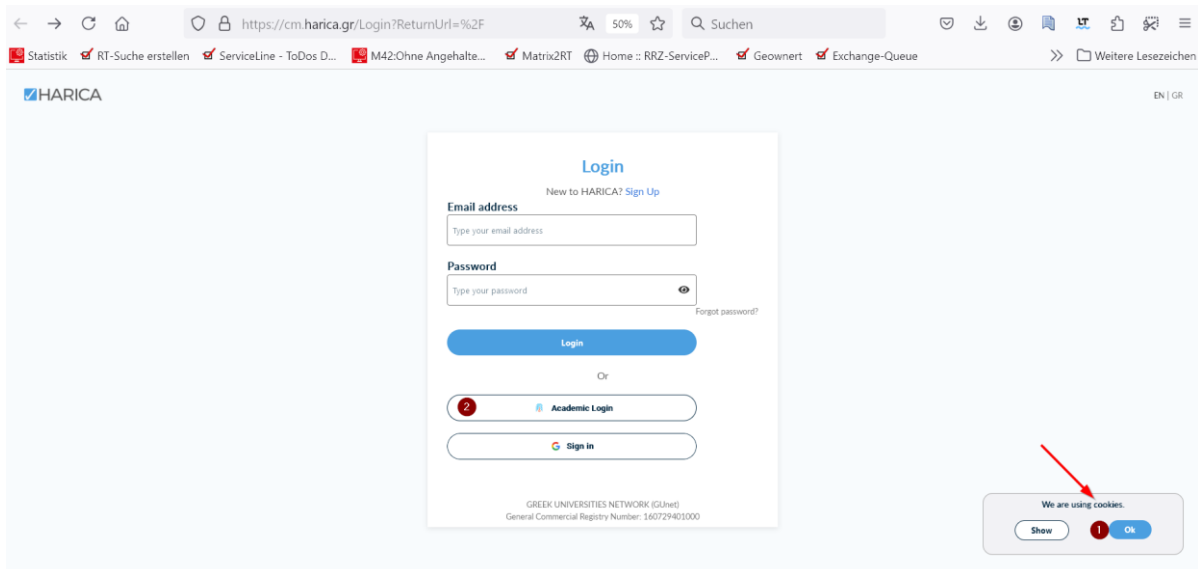 https://cm.harica.gr/Login?ReturnUrl=%2F 50% Suchen
Statistik RT-Suche erstellen ServiceLine - ToDos D... M42:Ohne Angehalte... Matrix2RT Home :: RRZ-ServiceP... Geownert Exchange-Queue Weitere Lesezeichen
HARICA EN | GR
Login
New to HARICA? Sign Up
Email address
Type your email address
Password
Type your password
Forgot password?
Login
Or
2 Academic Login
G Sign in
GREEK UNIVERSITIES NETWORK (GUnet)
General Commercial Registry Number: 160729401000
We are using cookies.
Show 1 Ok